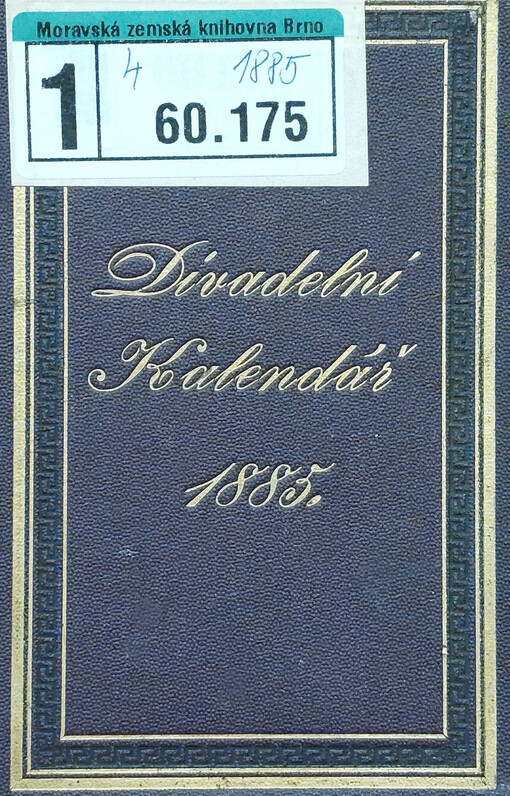 Moravská zemská knihovna Brno
1
4 1885
60.175
Divadelní
Kalendář
1885.